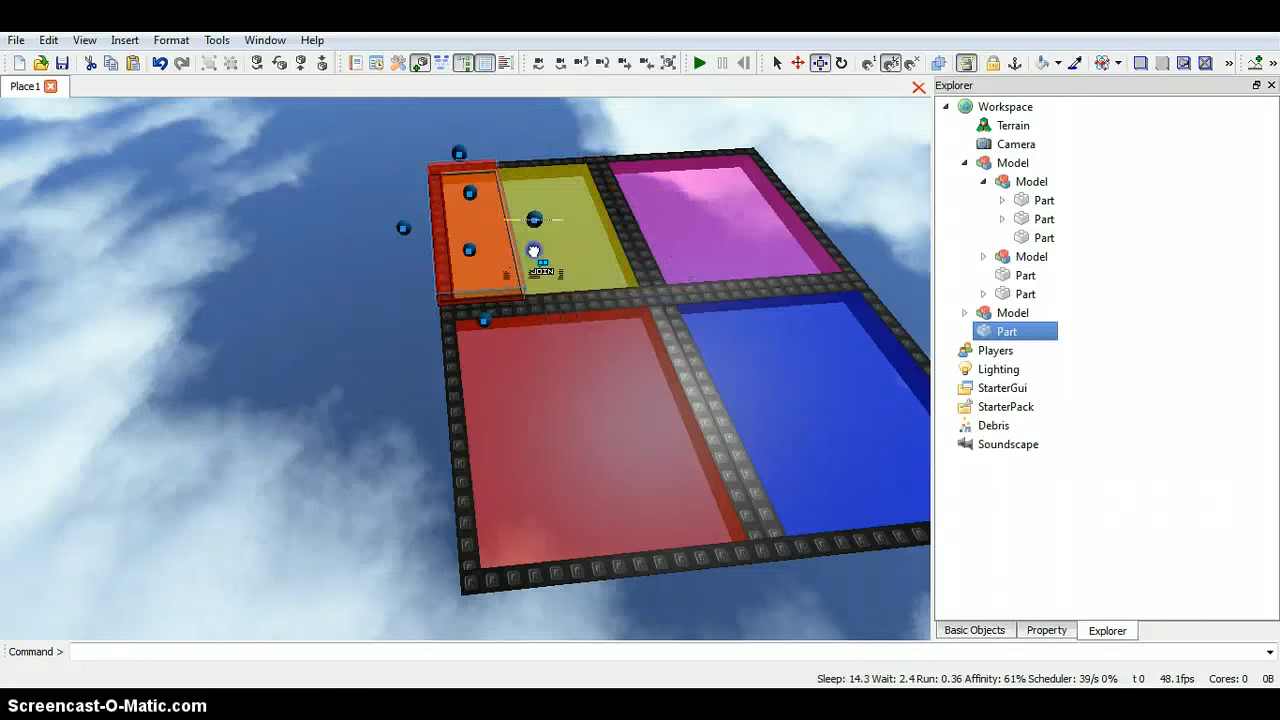 File Edit View Insert Format Tools Window Help
Place1
Explorer
Workspace
Terrain
Camera
Model
Model
Part
Part
Part
Model
Part
Part
Model
Part
Players
Lighting
StarterGui
StarterPack
Debris
Soundscape
JOIN
Basic Objects Property Explorer
Command >
Sleep: 14.3 Wait: 2.4 Run: 0.36 Affinity: 61% Scheduler: 39/s 0% t 0 48.1fps Cores: 0 0B
Screencast-O-Matic.com